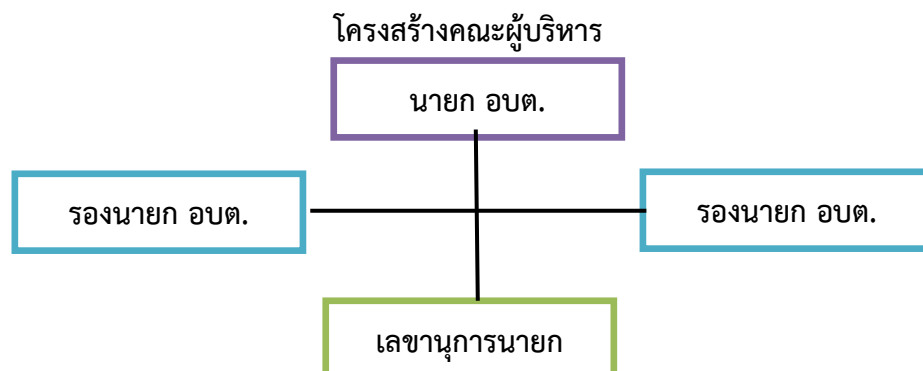 โครงสร้างคณะผู้บริหาร
นายก อบต.
รองนายก อบต.
รองนายก อบต.
เลขานุการนายก